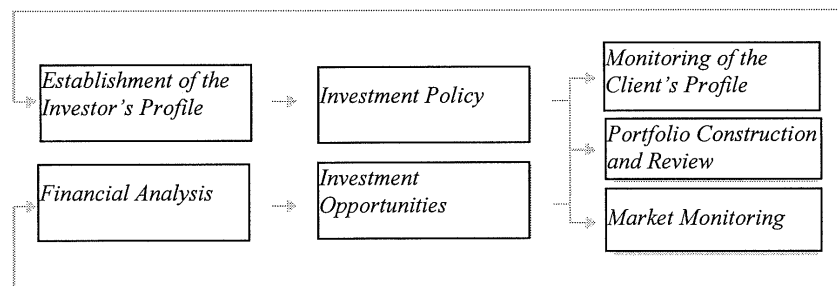 Establishment of the
Investor's Profile
Investment Policy
Monitoring of the
Client's Profile
Portfolio Construction
and Review
Financial Analysis
Investment
Opportunities
Market Monitoring